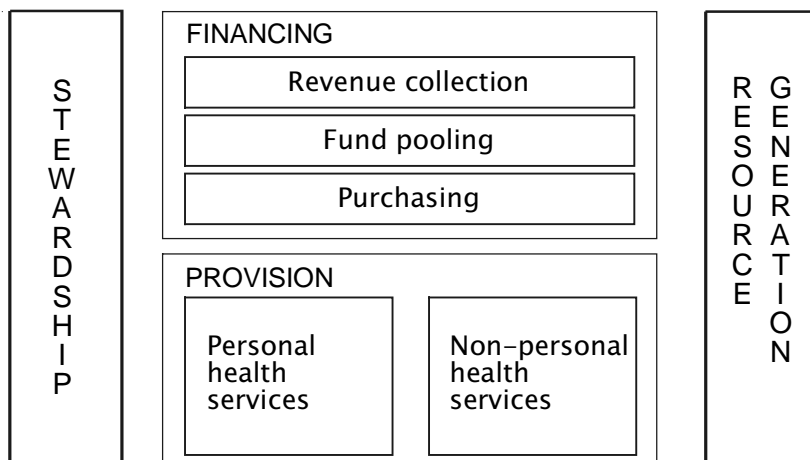 STEWARDSHIP
FINANCING
Revenue collection
Fund pooling
Purchasing
PROVISION
Personal
health
services
Non-personal
health
services
RESOURCE
GENERATION